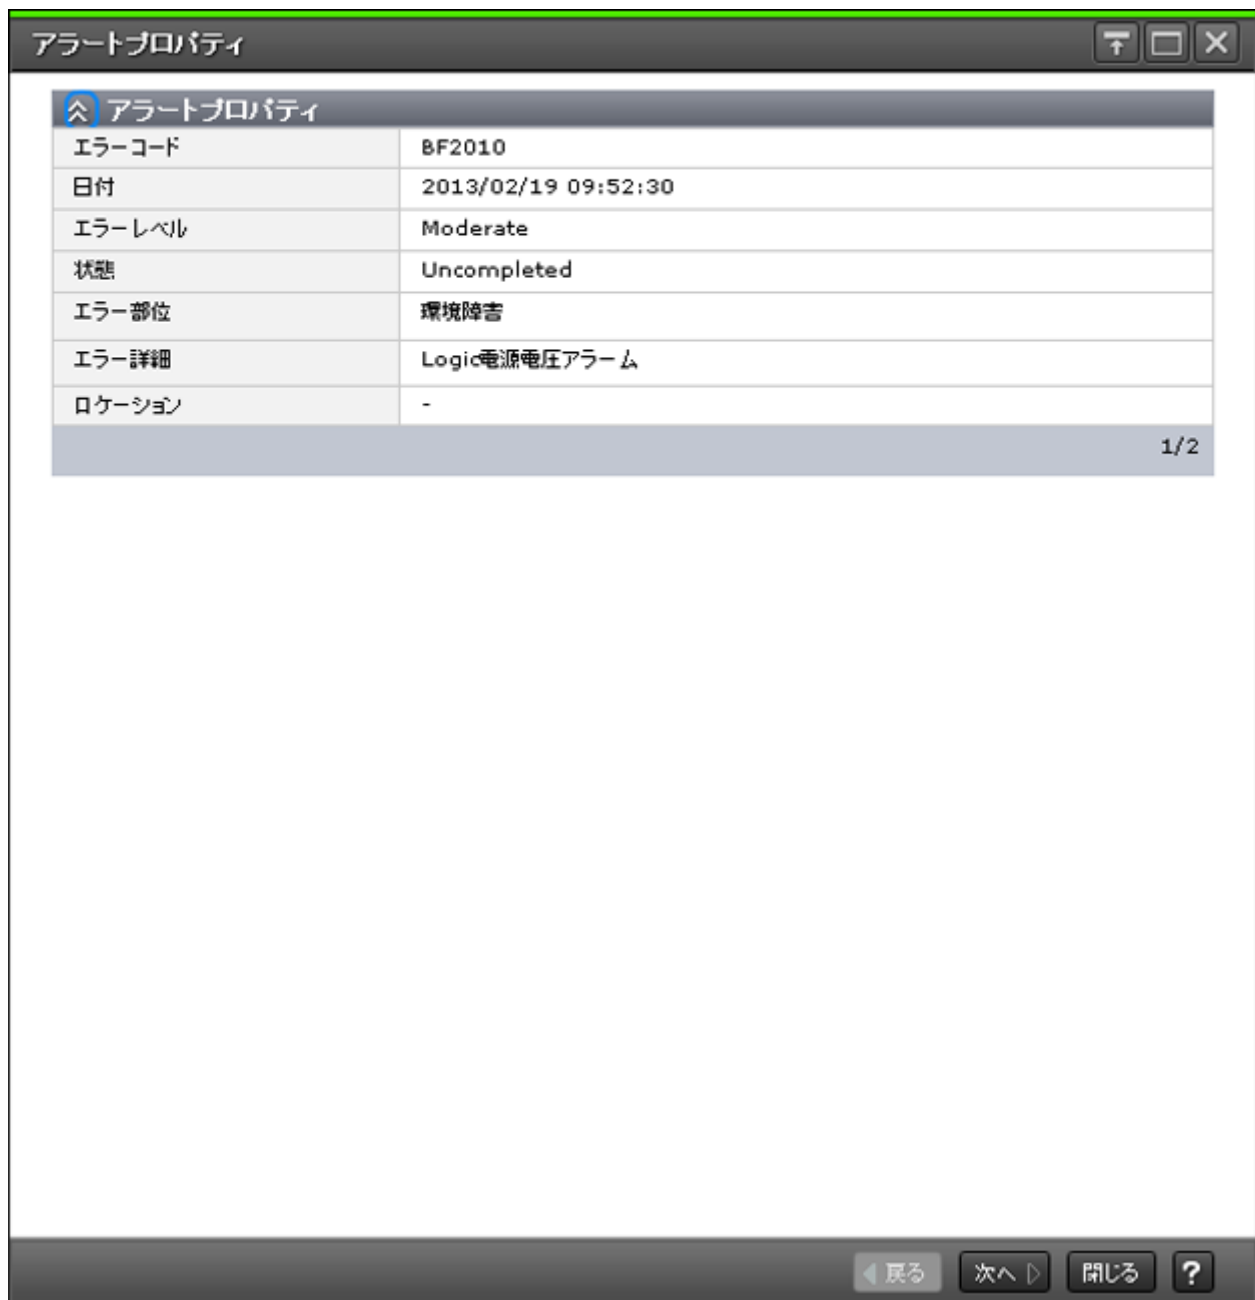 アラートプロパティ
アラートプロパティ
エラーコード BF2010
日付 2013/02/19 09:52:30
エラーレベル Moderate
状態 Uncompleted
エラー部位 環境障害
エラー詳細 Logic電源電圧アラーム
ロケーション -
1/2
戻る 次へ 閉じる ?